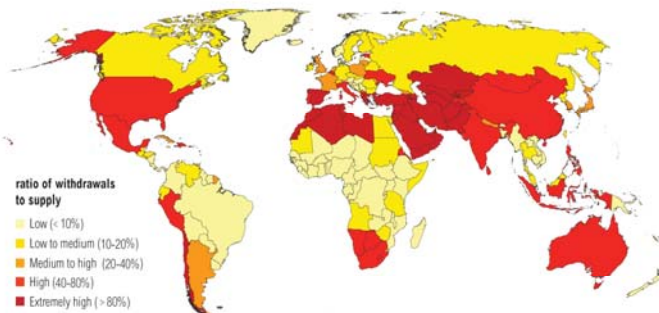 ratio of withdrawals
to supply
Low (< 10%)
Low to medium (10-20%)
Medium to high (20-40%)
High (40-80%)
Extremely high (> 80%)